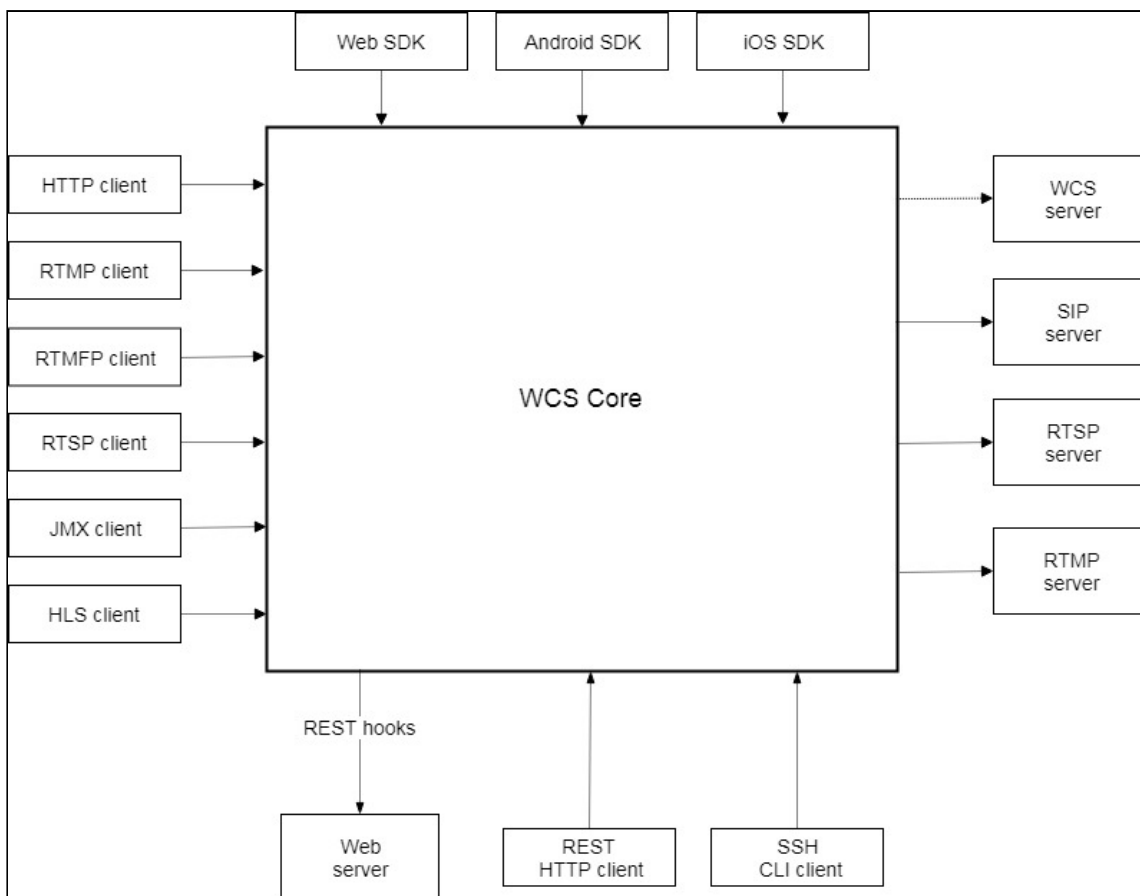 Web SDK
Android SDK
iOS SDK
HTTP client
RTMP client
RTMFP client
RTSP client
JMX client
HLS client
WCS Core
WCS
server
SIP
server
RTSP
server
RTMP
server
REST hooks
Web
server
REST
HTTP client
SSH
CLI client